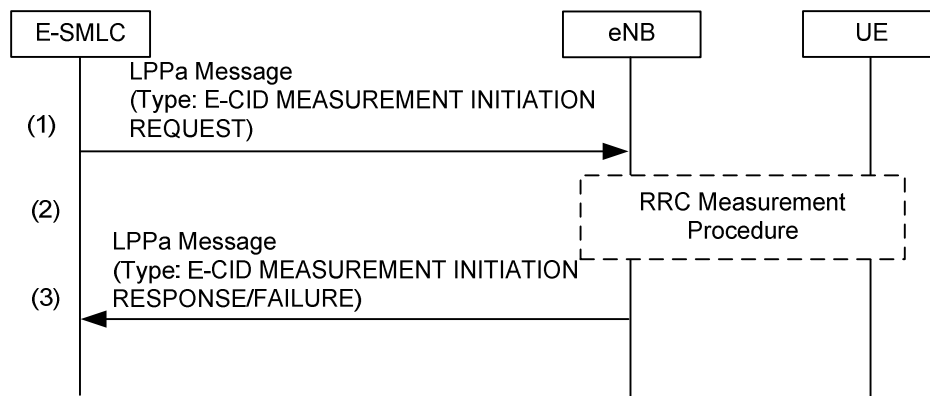 E-SMLC
eNB
UE
LPPa Message
(Type: E-CID MEASUREMENT INITIATION
REQUEST)
(1)
(2)
RRC Measurement
Procedure
LPPa Message
(Type: E-CID MEASUREMENT INITIATION
RESPONSE/FAILURE)
(3)